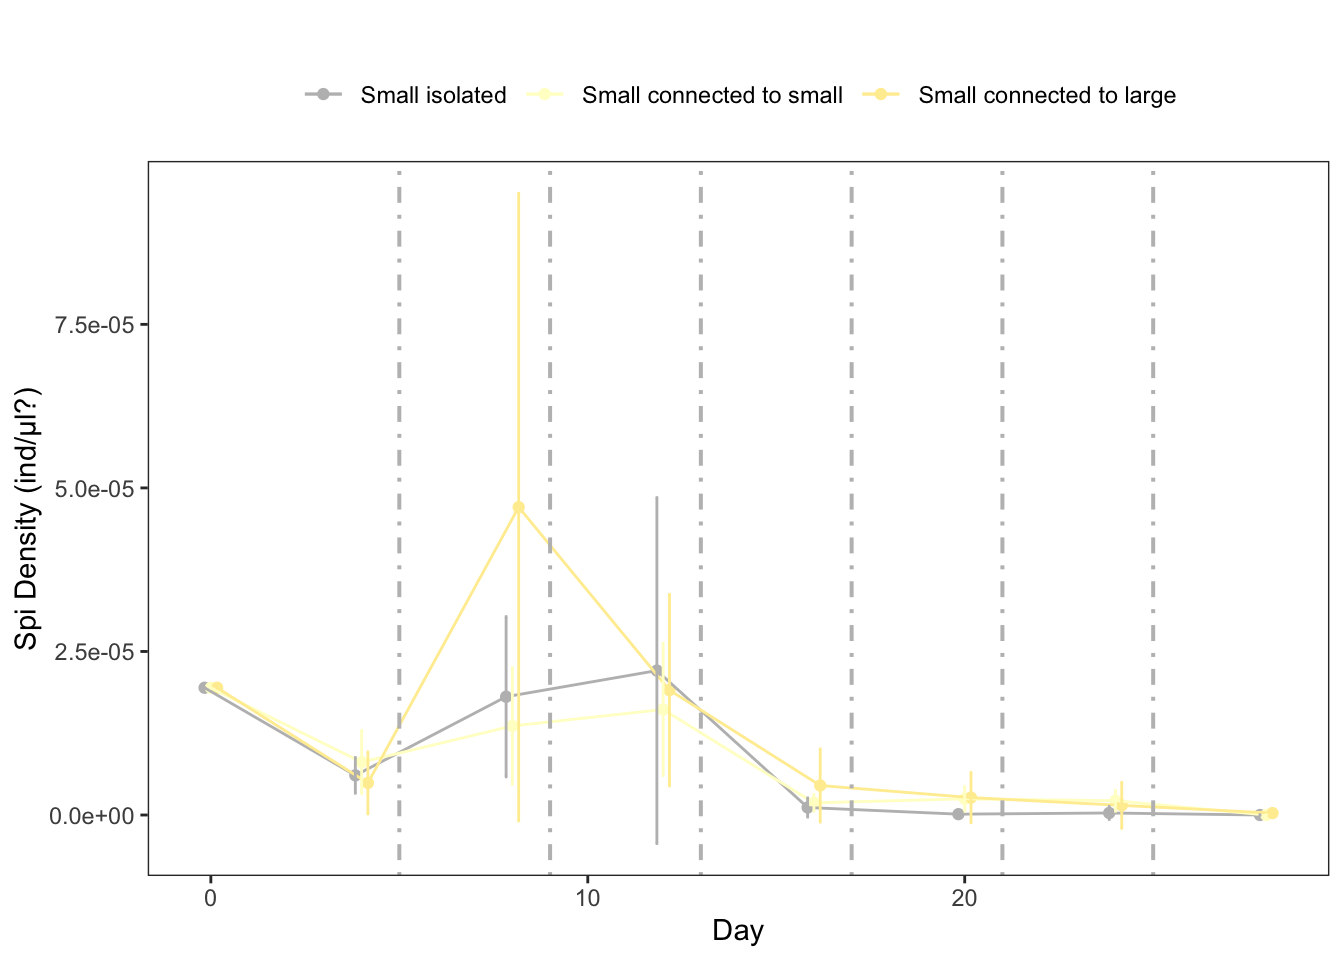 Small isolated Small connected to small Small connected to large
Spi Density (ind/μl?)
7.5e-05
5.0e-05
2.5e-05
0.0e+00
0 10 20
Day